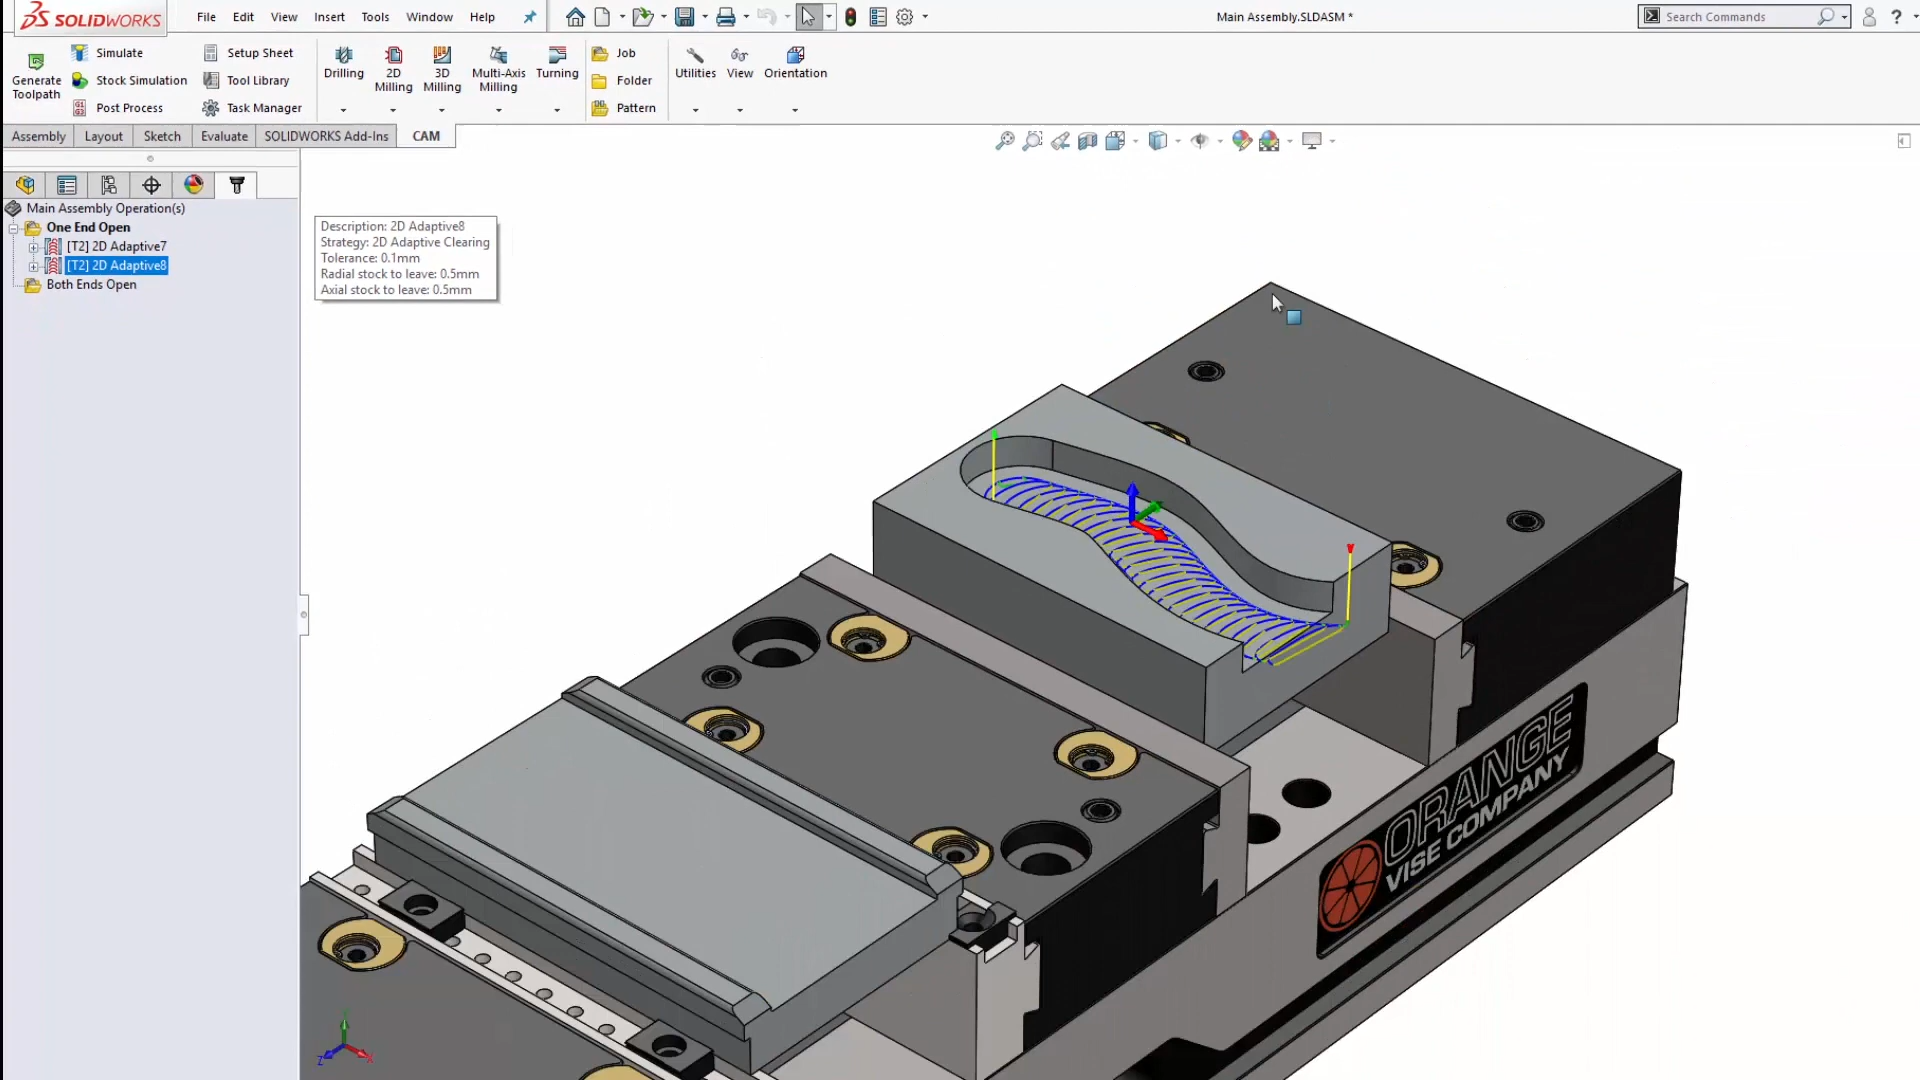 SOLIDWORKS
File Edit View Insert Tools Window Help
Main Assembly.SLDASM *
Search Commands
?
Generate Toolpath
Simulate
Stock Simulation
Post Process
G1
G3
Setup Sheet
Tool Library
Task Manager
Drilling
2D Milling
3D Milling
Multi-Axis Milling
Turning
Job
Folder
Pattern
Utilities
View
Orientation
Assembly Layout Sketch Evaluate SOLIDWORKS Add-Ins CAM
Main Assembly Operation(s)
One End Open
[T2] 2D Adaptive7
[T2] 2D Adaptive8
Both Ends Open
Description: 2D Adaptive8
Strategy: 2D Adaptive Clearing
Tolerance: 0.1mm
Radial stock to leave: 0.5mm
Axial stock to leave: 0.5mm
ORANGE
VISE COMPANY
Z
X